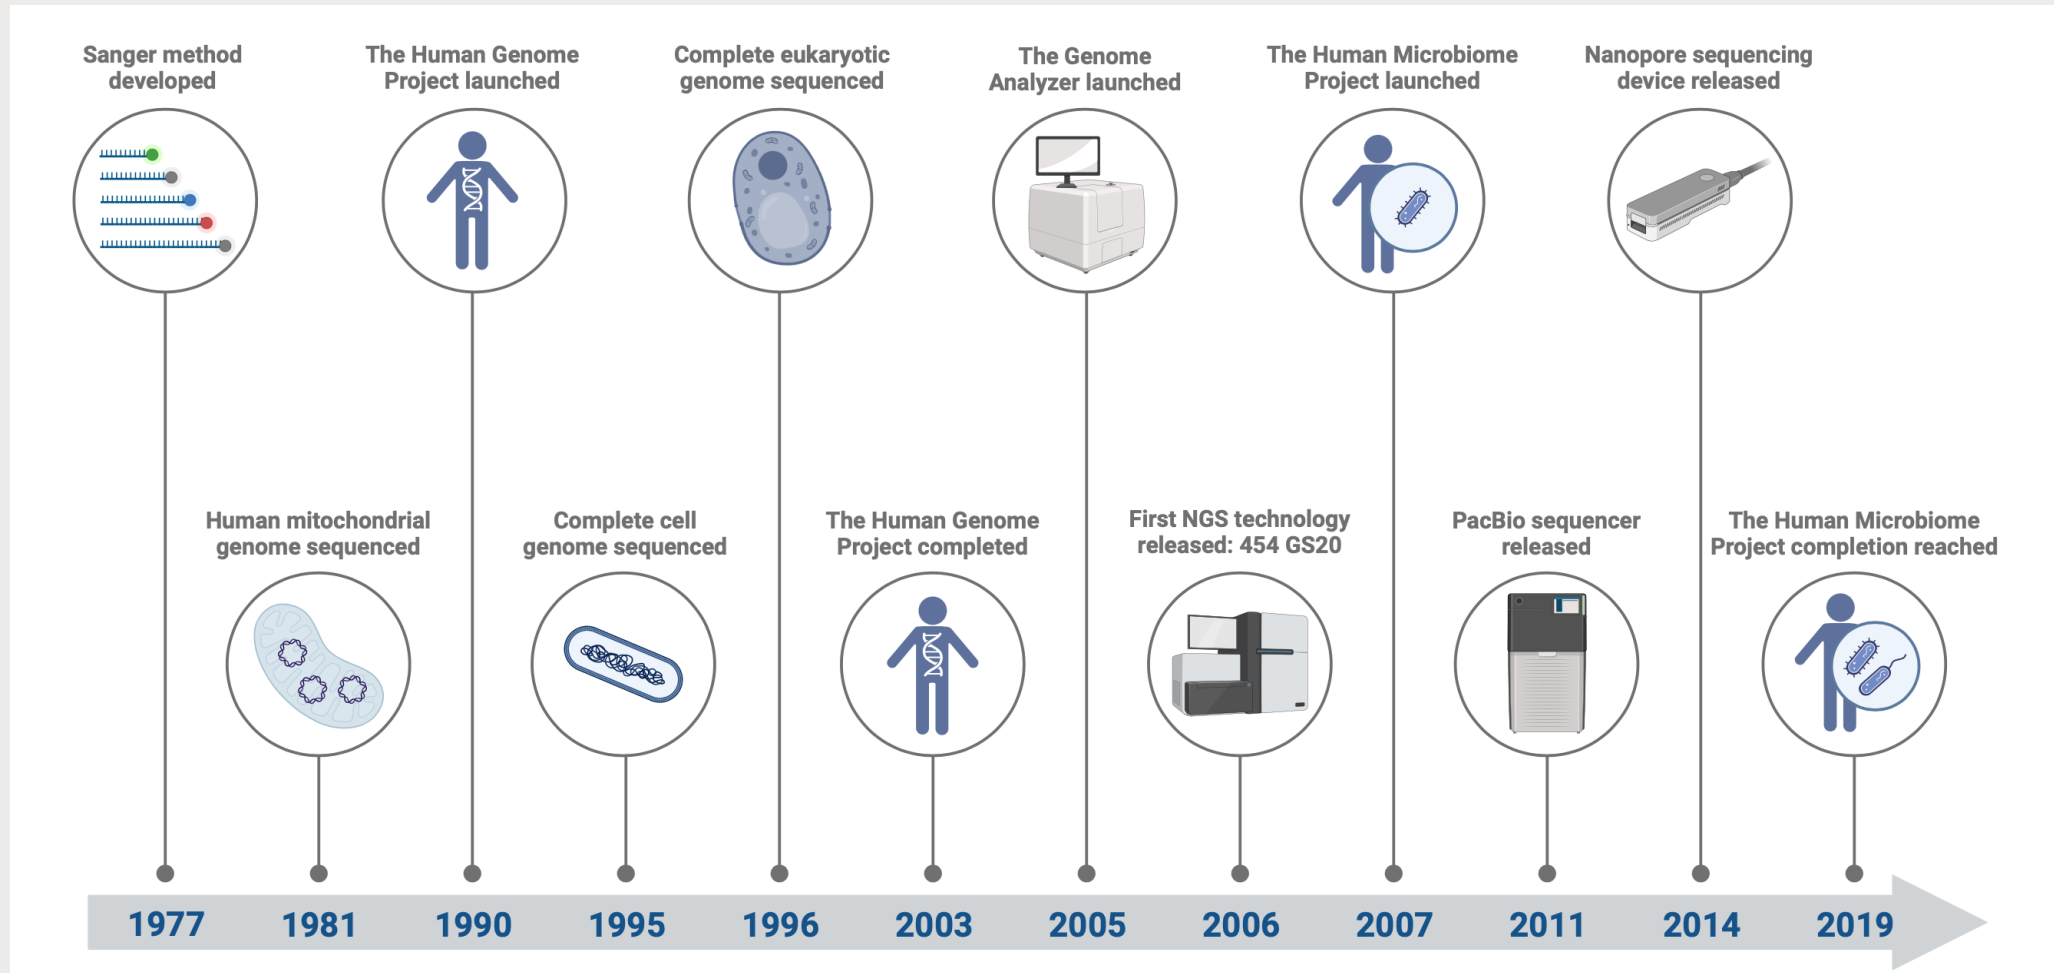 Sanger method
developed
The Human Genome
Project launched
Complete eukaryotic
genome sequenced
The Genome
Analyzer launched
The Human Microbiome
Project launched
Nanopore sequencing
device released
Human mitochondrial
genome sequenced
Complete cell
genome sequenced
The Human Genome
Project completed
First NGS technology
released: 454 GS20
PacBio sequencer
released
The Human Microbiome
Project completion reached
1977 1981 1990 1995 1996 2003 2005 2006 2007 2011 2014 2019